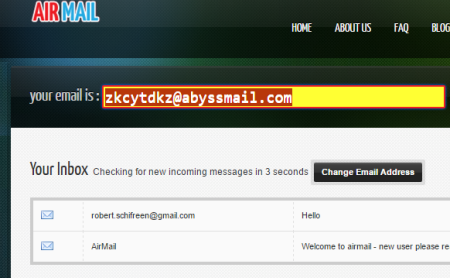 AIR MAIL
HOME ABOUT US FAQ BLOG
your email is : zkcytdkz@abyssmail.com
Your Inbox Checking for new incoming messages in 3 seconds Change Email Address
robert.schifreen@gmail.com Hello
AirMail Welcome to airmail - new user please re